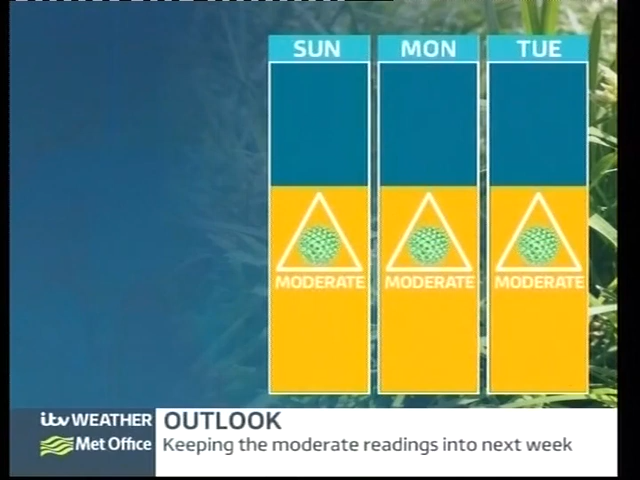 SUN MON TUE
MODERATE MODERATE MODERATE
itv WEATHER
Met Office
OUTLOOK
Keeping the moderate readings into next week